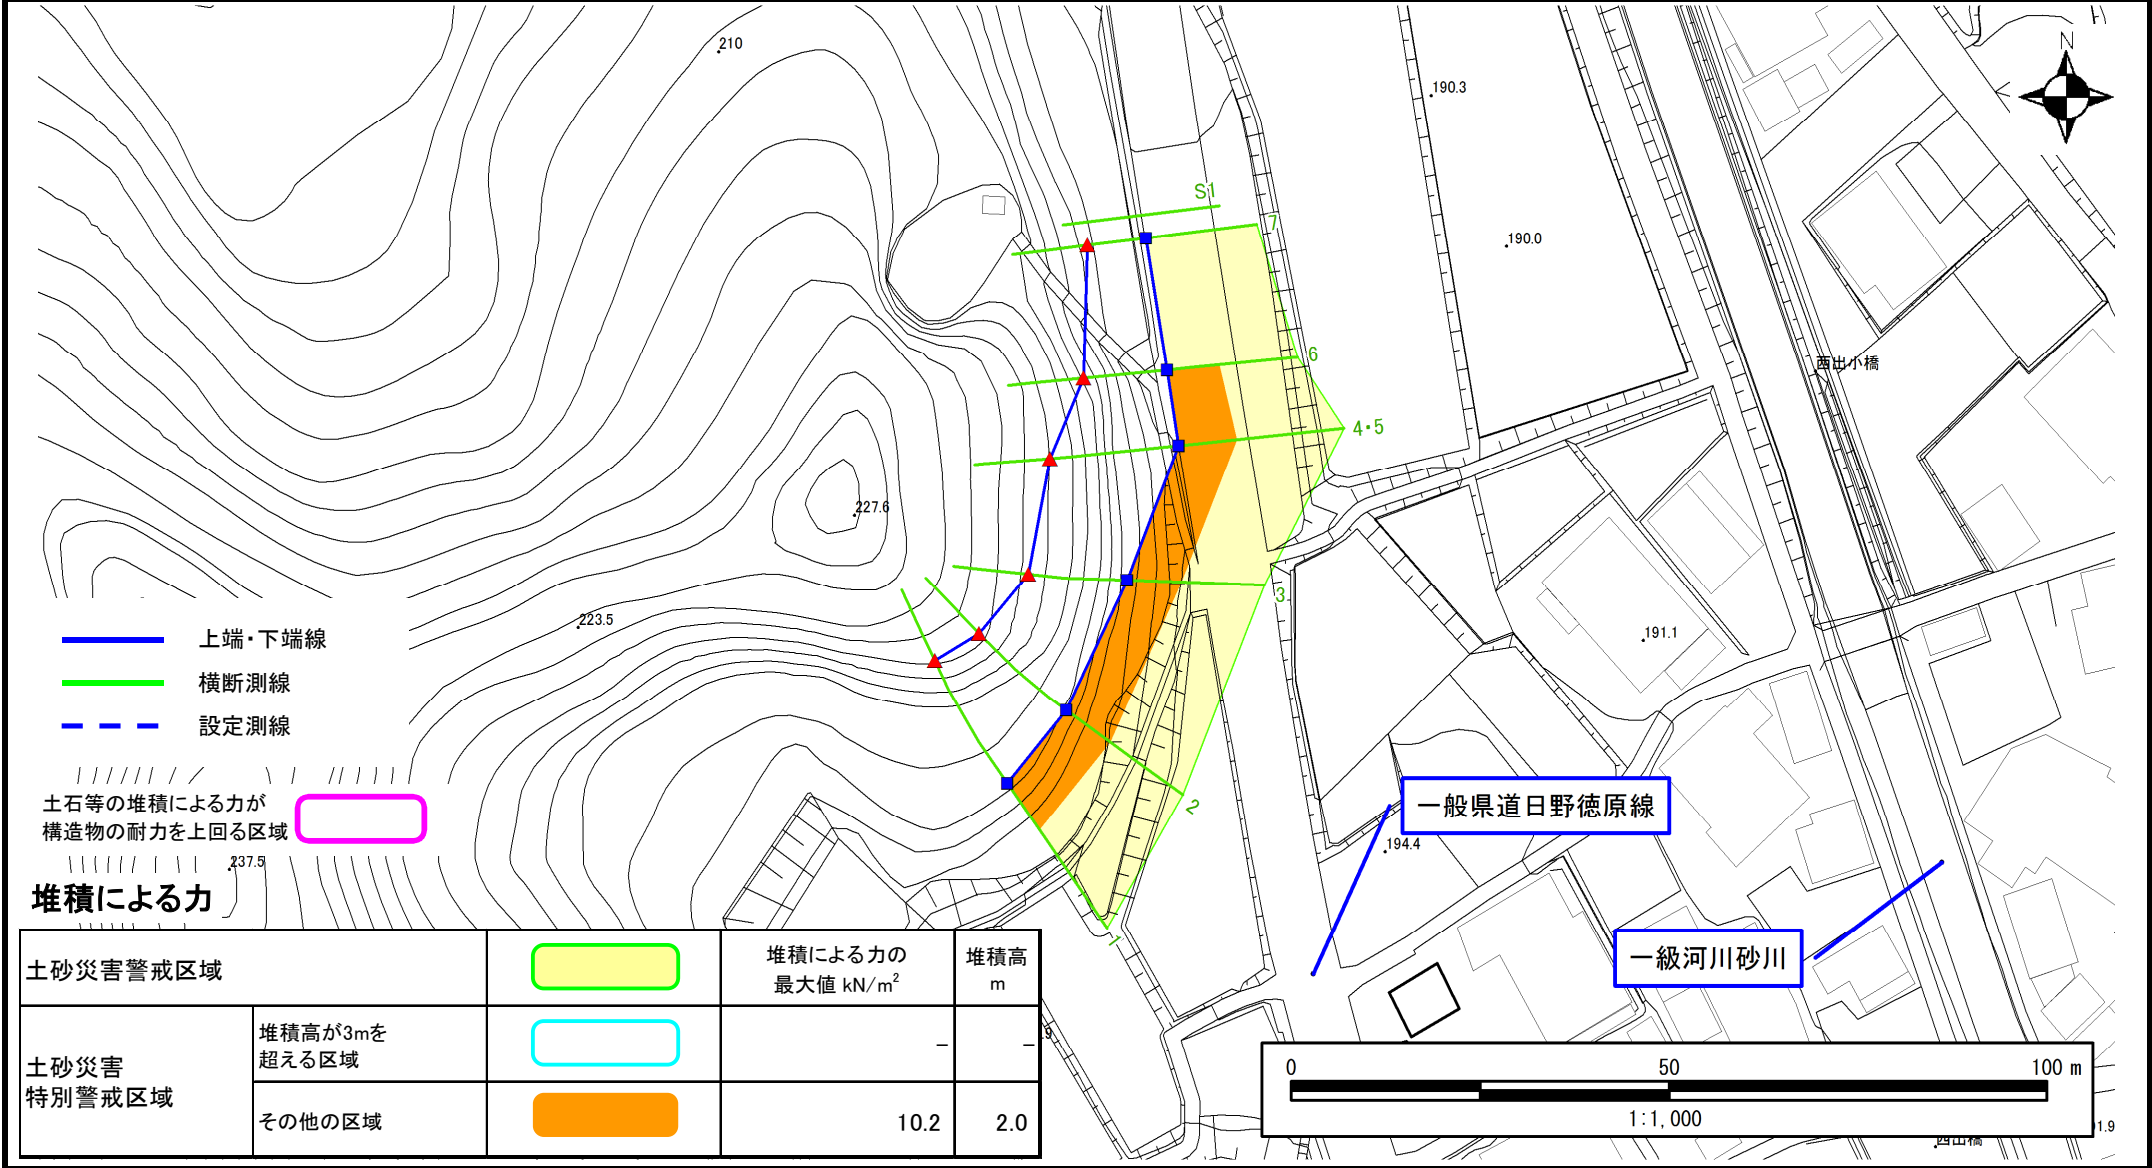 210
190.3
N
S1
7
190.0
6
西出小橋
4・5
227.6
3
223.5
191.1
上端・下端線
横断測線
設定測線
土石等の堆積による力が
構造物の耐力を上回る区域
2
一般県道日野徳原線
194.4
237.5
堆積による力
1
一級河川砂川
土砂災害警戒区域
堆積による力の
最大値 kN/m²
堆積高
m
土砂災害
特別警戒区域
堆積高が3mを
超える区域
-
-
その他の区域
10.2
2.0
0
50
100 m
1:1,000